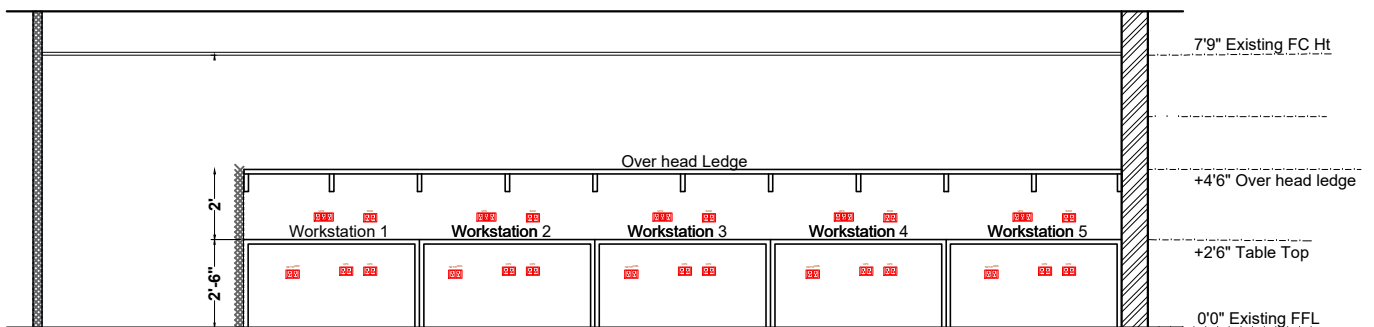 7'9" Existing FC Ht
Over head Ledge
+4'6" Over head ledge
2'-
Workstation 1
Workstation 2
Workstation 3
Workstation 4
Workstation 5
+2'6" Table Top
2'-6"
0'0" Existing FFL